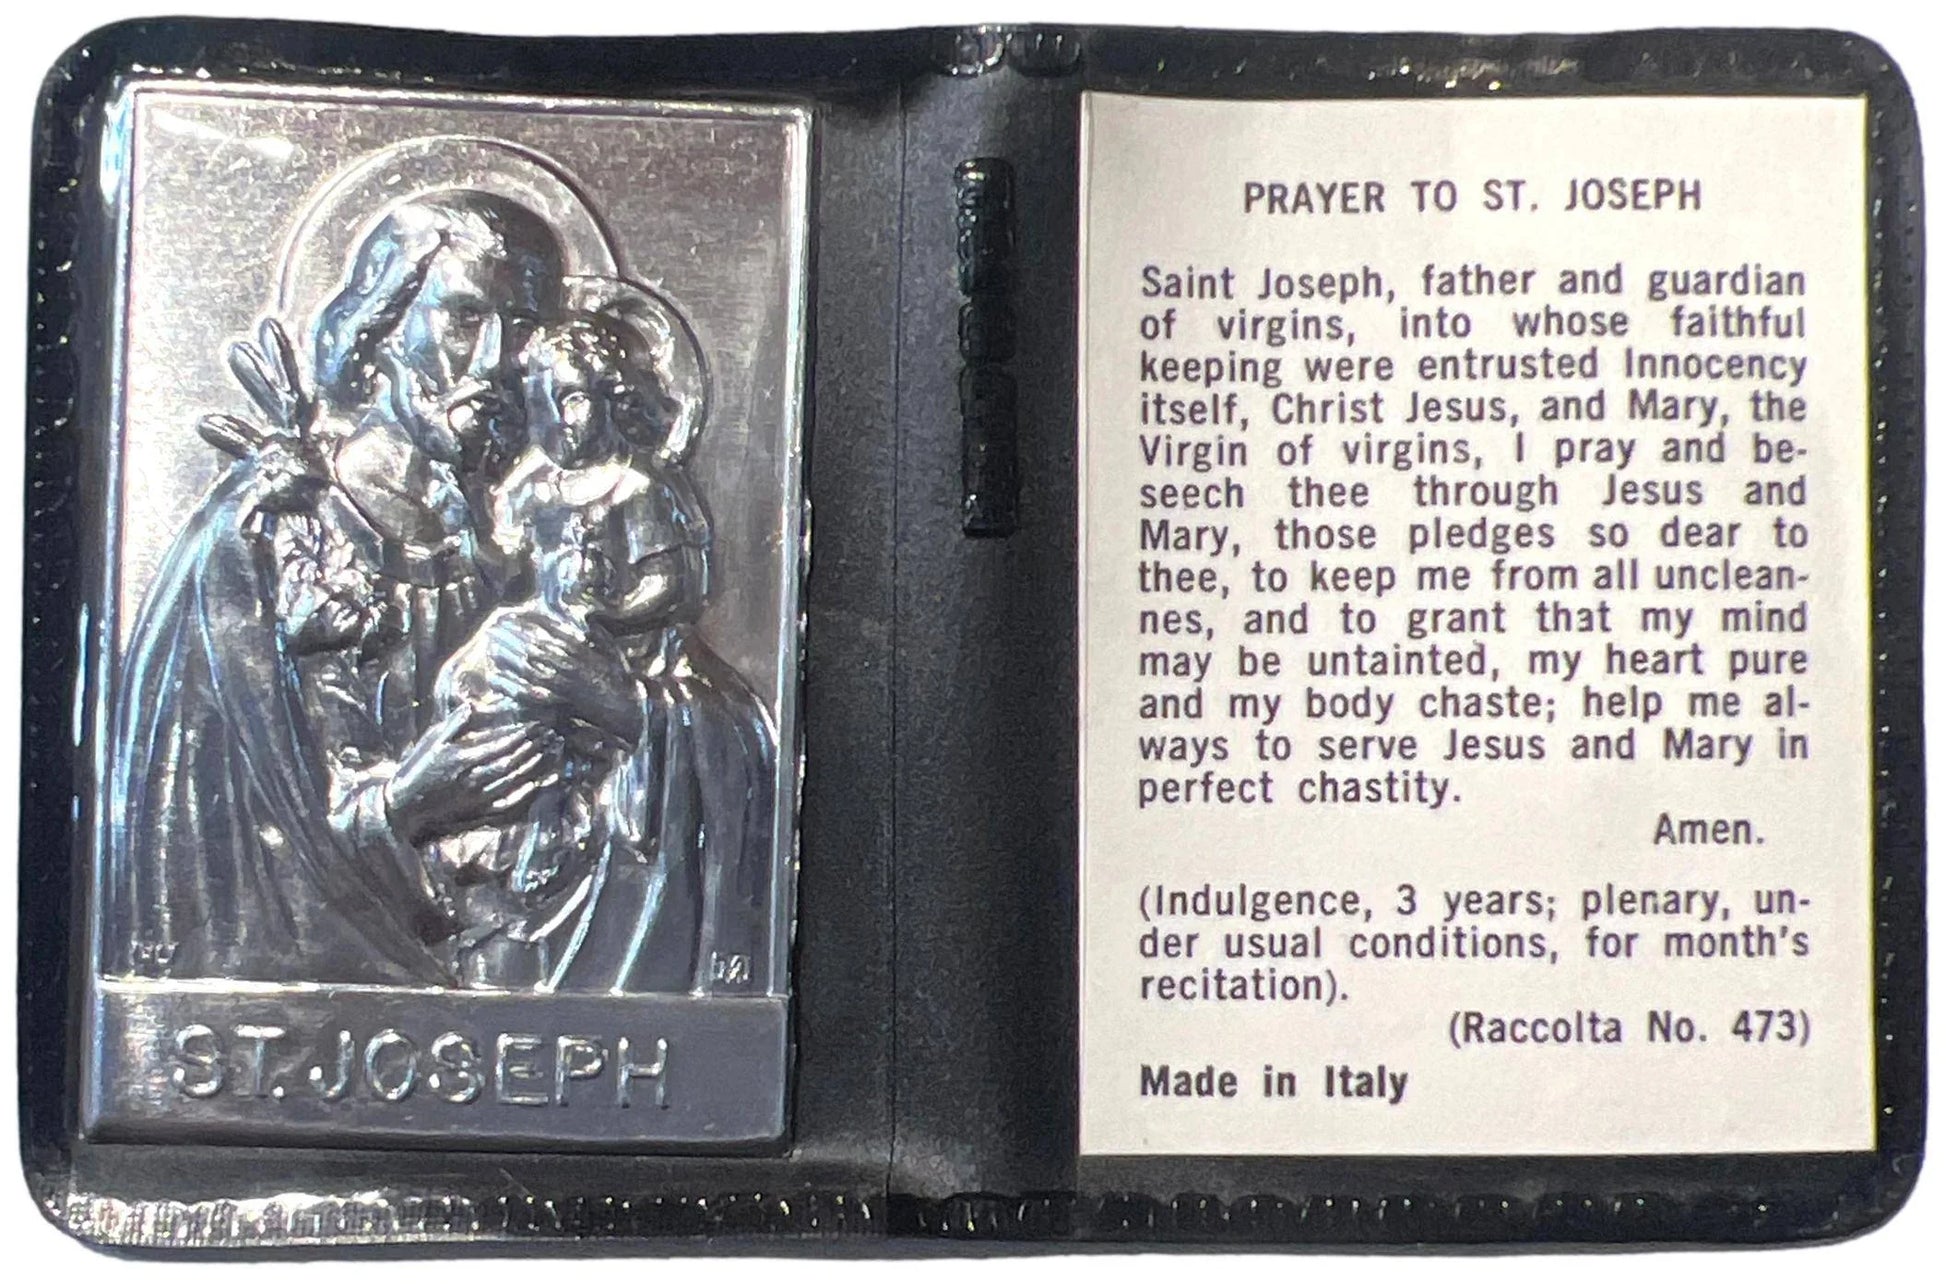 ST. JOSEPH
PRAYER TO ST. JOSEPH
Saint Joseph, father and guardian
of virgins, into whose faithful
keeping were entrusted Innocency
itself, Christ Jesus, and Mary, the
Virgin of virgins, I pray and be-
seech thee through Jesus and
Mary, those pledges so dear to
thee, to keep me from all unclean-
nes, and to grant that my mind
may be untainted, my heart pure
and my body chaste; help me al-
ways to serve Jesus and Mary in
perfect chastity.
Amen.
(Indulgence, 3 years; plenary, un-
der usual conditions, for month's
recitation).
(Raccolta No. 473)
Made in Italy